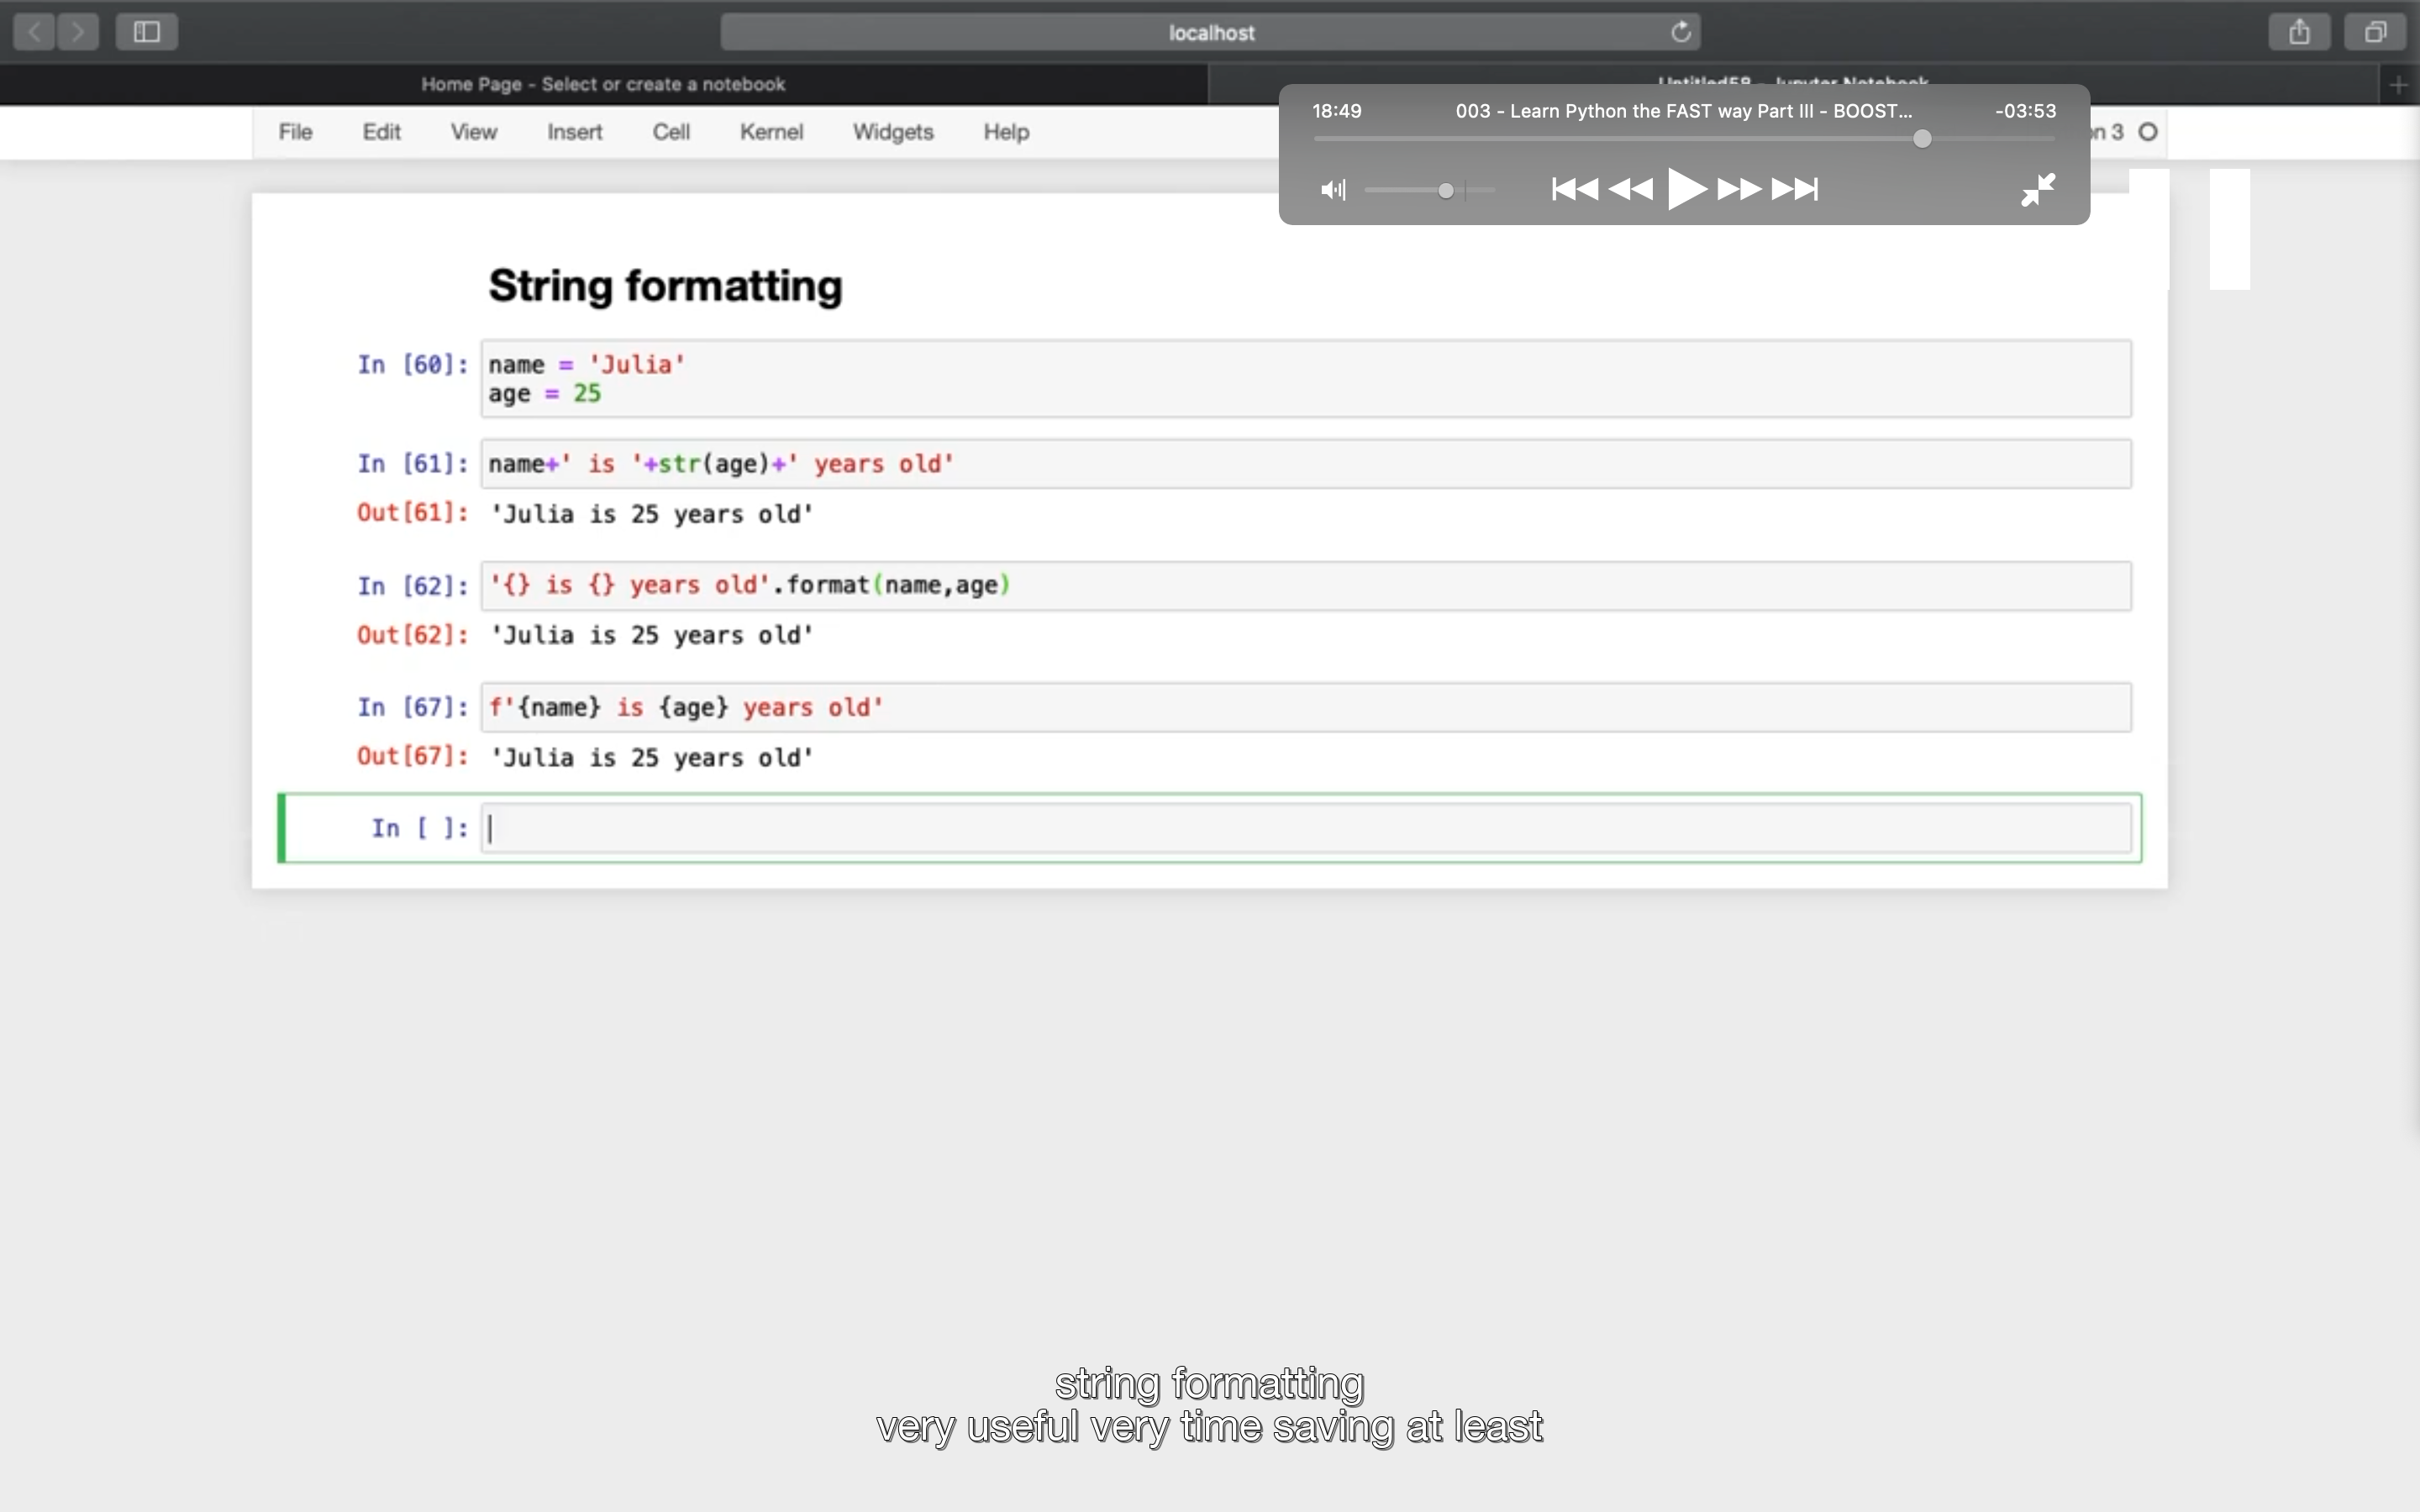 localhost
Home Page - Select or create a notebook
Untitled58 - Jupyter Notebook
18:49
003 - Learn Python the FAST way Part III - BOOST...
-03:53
File Edit View Insert Cell Kernel Widgets Help
n 3
String formatting
In [60]: name = 'Julia'
age = 25
In [61]: name+' is '+str(age)+' years old'
Out[61]: 'Julia is 25 years old'
In [62]: '{} is {} years old'.format(name,age)
Out[62]: 'Julia is 25 years old'
In [67]: f'{name} is {age} years old'
Out[67]: 'Julia is 25 years old'
In [ ]:
string formatting
very useful very time saving at least